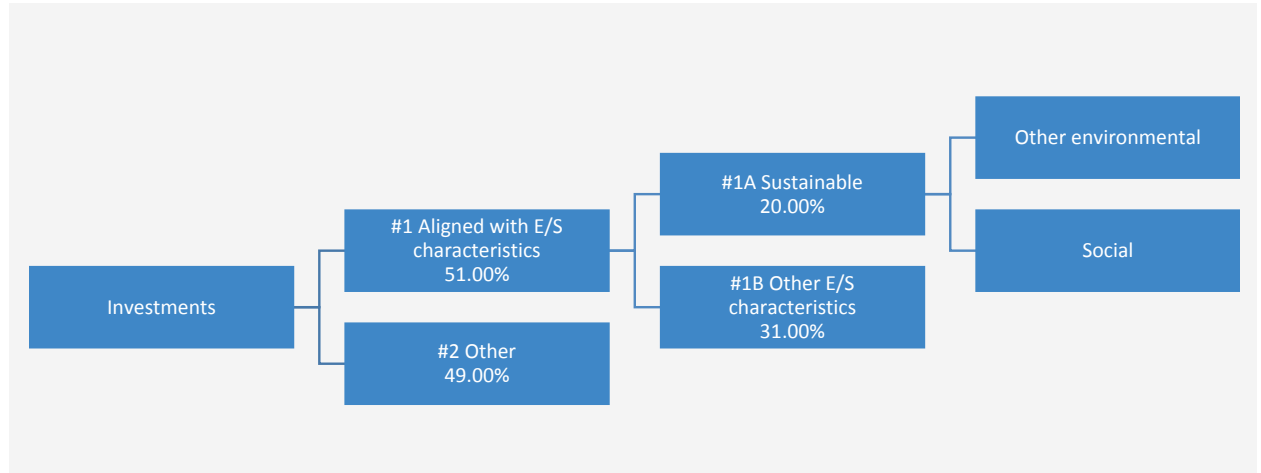 Investments
#1 Aligned with E/S
characteristics
51.00%
#2 Other
49.00%
#1A Sustainable
20.00%
#1B Other E/S
characteristics
31.00%
Other environmental
Social